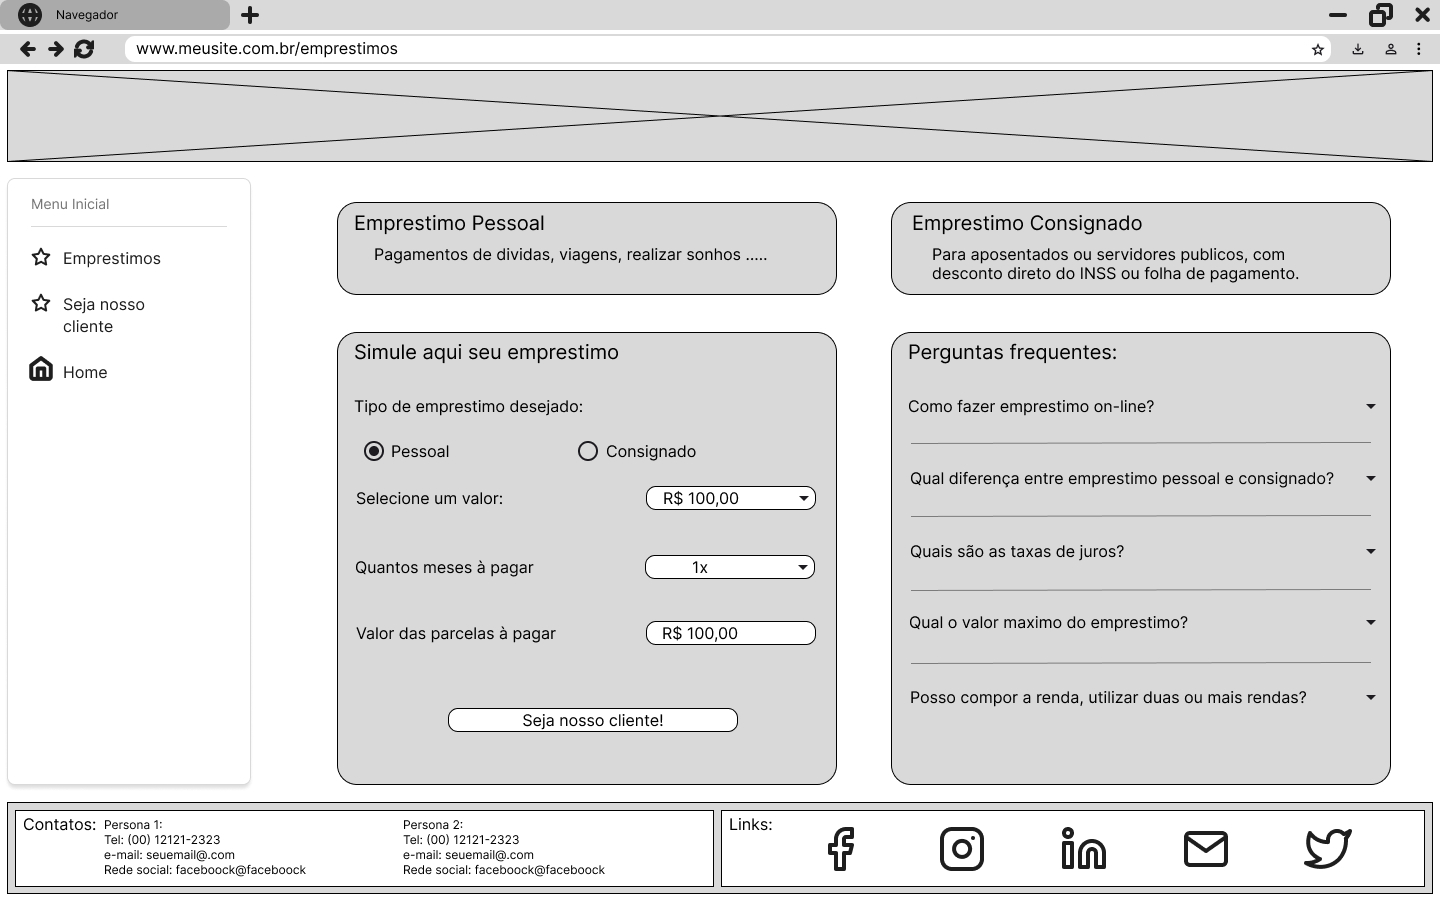 Navegador
www.meusite.com.br/emprestimos
Menu Inicial
Emprestimos
Seja nosso
cliente
Home
Emprestimo Pessoal
Pagamentos de dividas, viagens, realizar sonhos .....
Emprestimo Consignado
Para aposentados ou servidores publicos, com
desconto direto do INSS ou folha de pagamento.
Simule aqui seu emprestimo
Tipo de emprestimo desejado:
Pessoal
Consignado
Selecione um valor:
R$ 100,00
Quantos meses à pagar
1x
Valor das parcelas à pagar
R$ 100,00
Seja nosso cliente!
Perguntas frequentes:
Como fazer emprestimo on-line?
Qual diferença entre emprestimo pessoal e consignado?
Quais são as taxas de juros?
Qual o valor maximo do emprestimo?
Posso compor a renda, utilizar duas ou mais rendas?
Contatos:
Persona 1:
Tel: (00) 12121-2323
e-mail: seuemail@.com
Rede social: faceboock@faceboock
Persona 2:
Tel: (00) 12121-2323
e-mail: seuemail@.com
Rede social: faceboock@faceboock
Links: